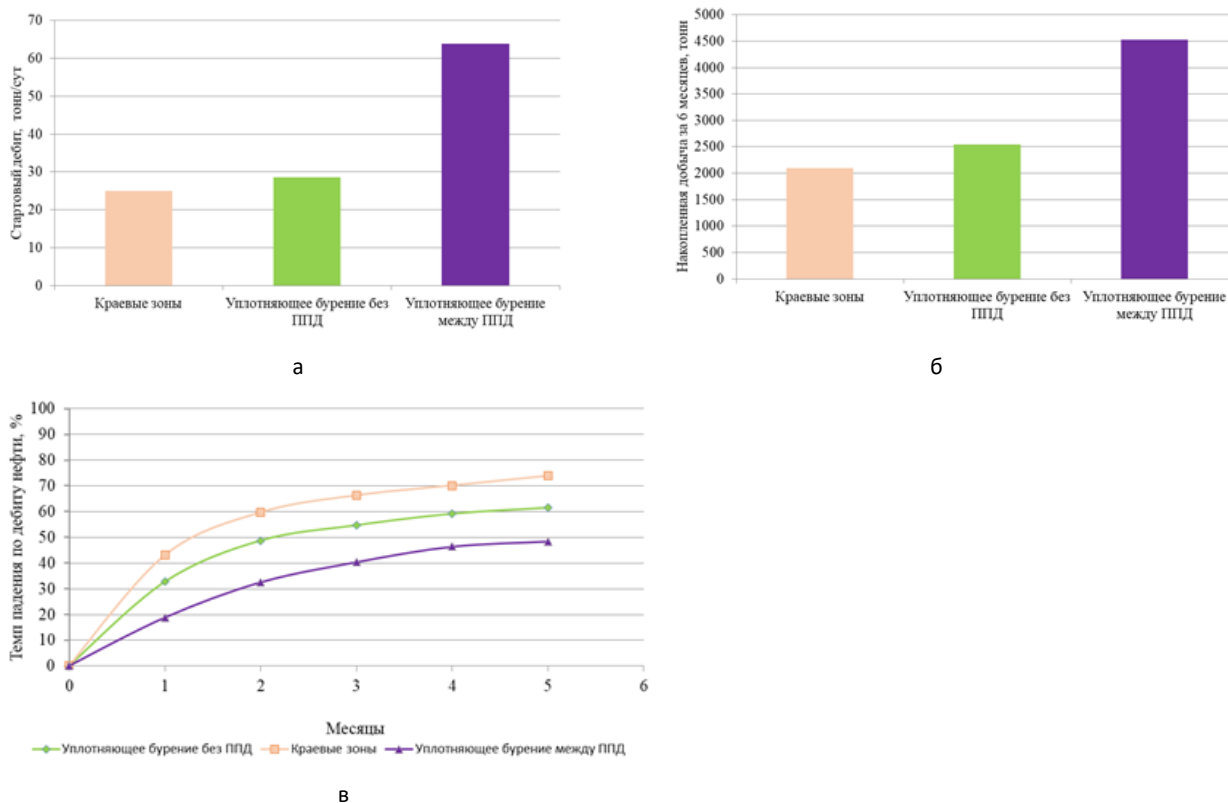 70
60
50
40
30
20
10
0
Стартовый дебит, тонн/сут
Краевые зоны
Уплотняющее бурение без
ППД
Уплотняющее бурение
между ППД
а
5000
4500
4000
3500
3000
2500
2000
1500
1000
500
0
Накопленная добыча за 6 месяцев, тонн
Краевые зоны
Уплотняющее бурение без
ППД
Уплотняющее бурение
между ППД
б
100
90
80
70
60
50
40
30
20
10
0
Темп падения по дебиту нефти, %
0 1 2 3 4 5 6
Месяцы
Уплотняющее бурение без ППД Краевые зоны Уплотняющее бурение между ППД
в